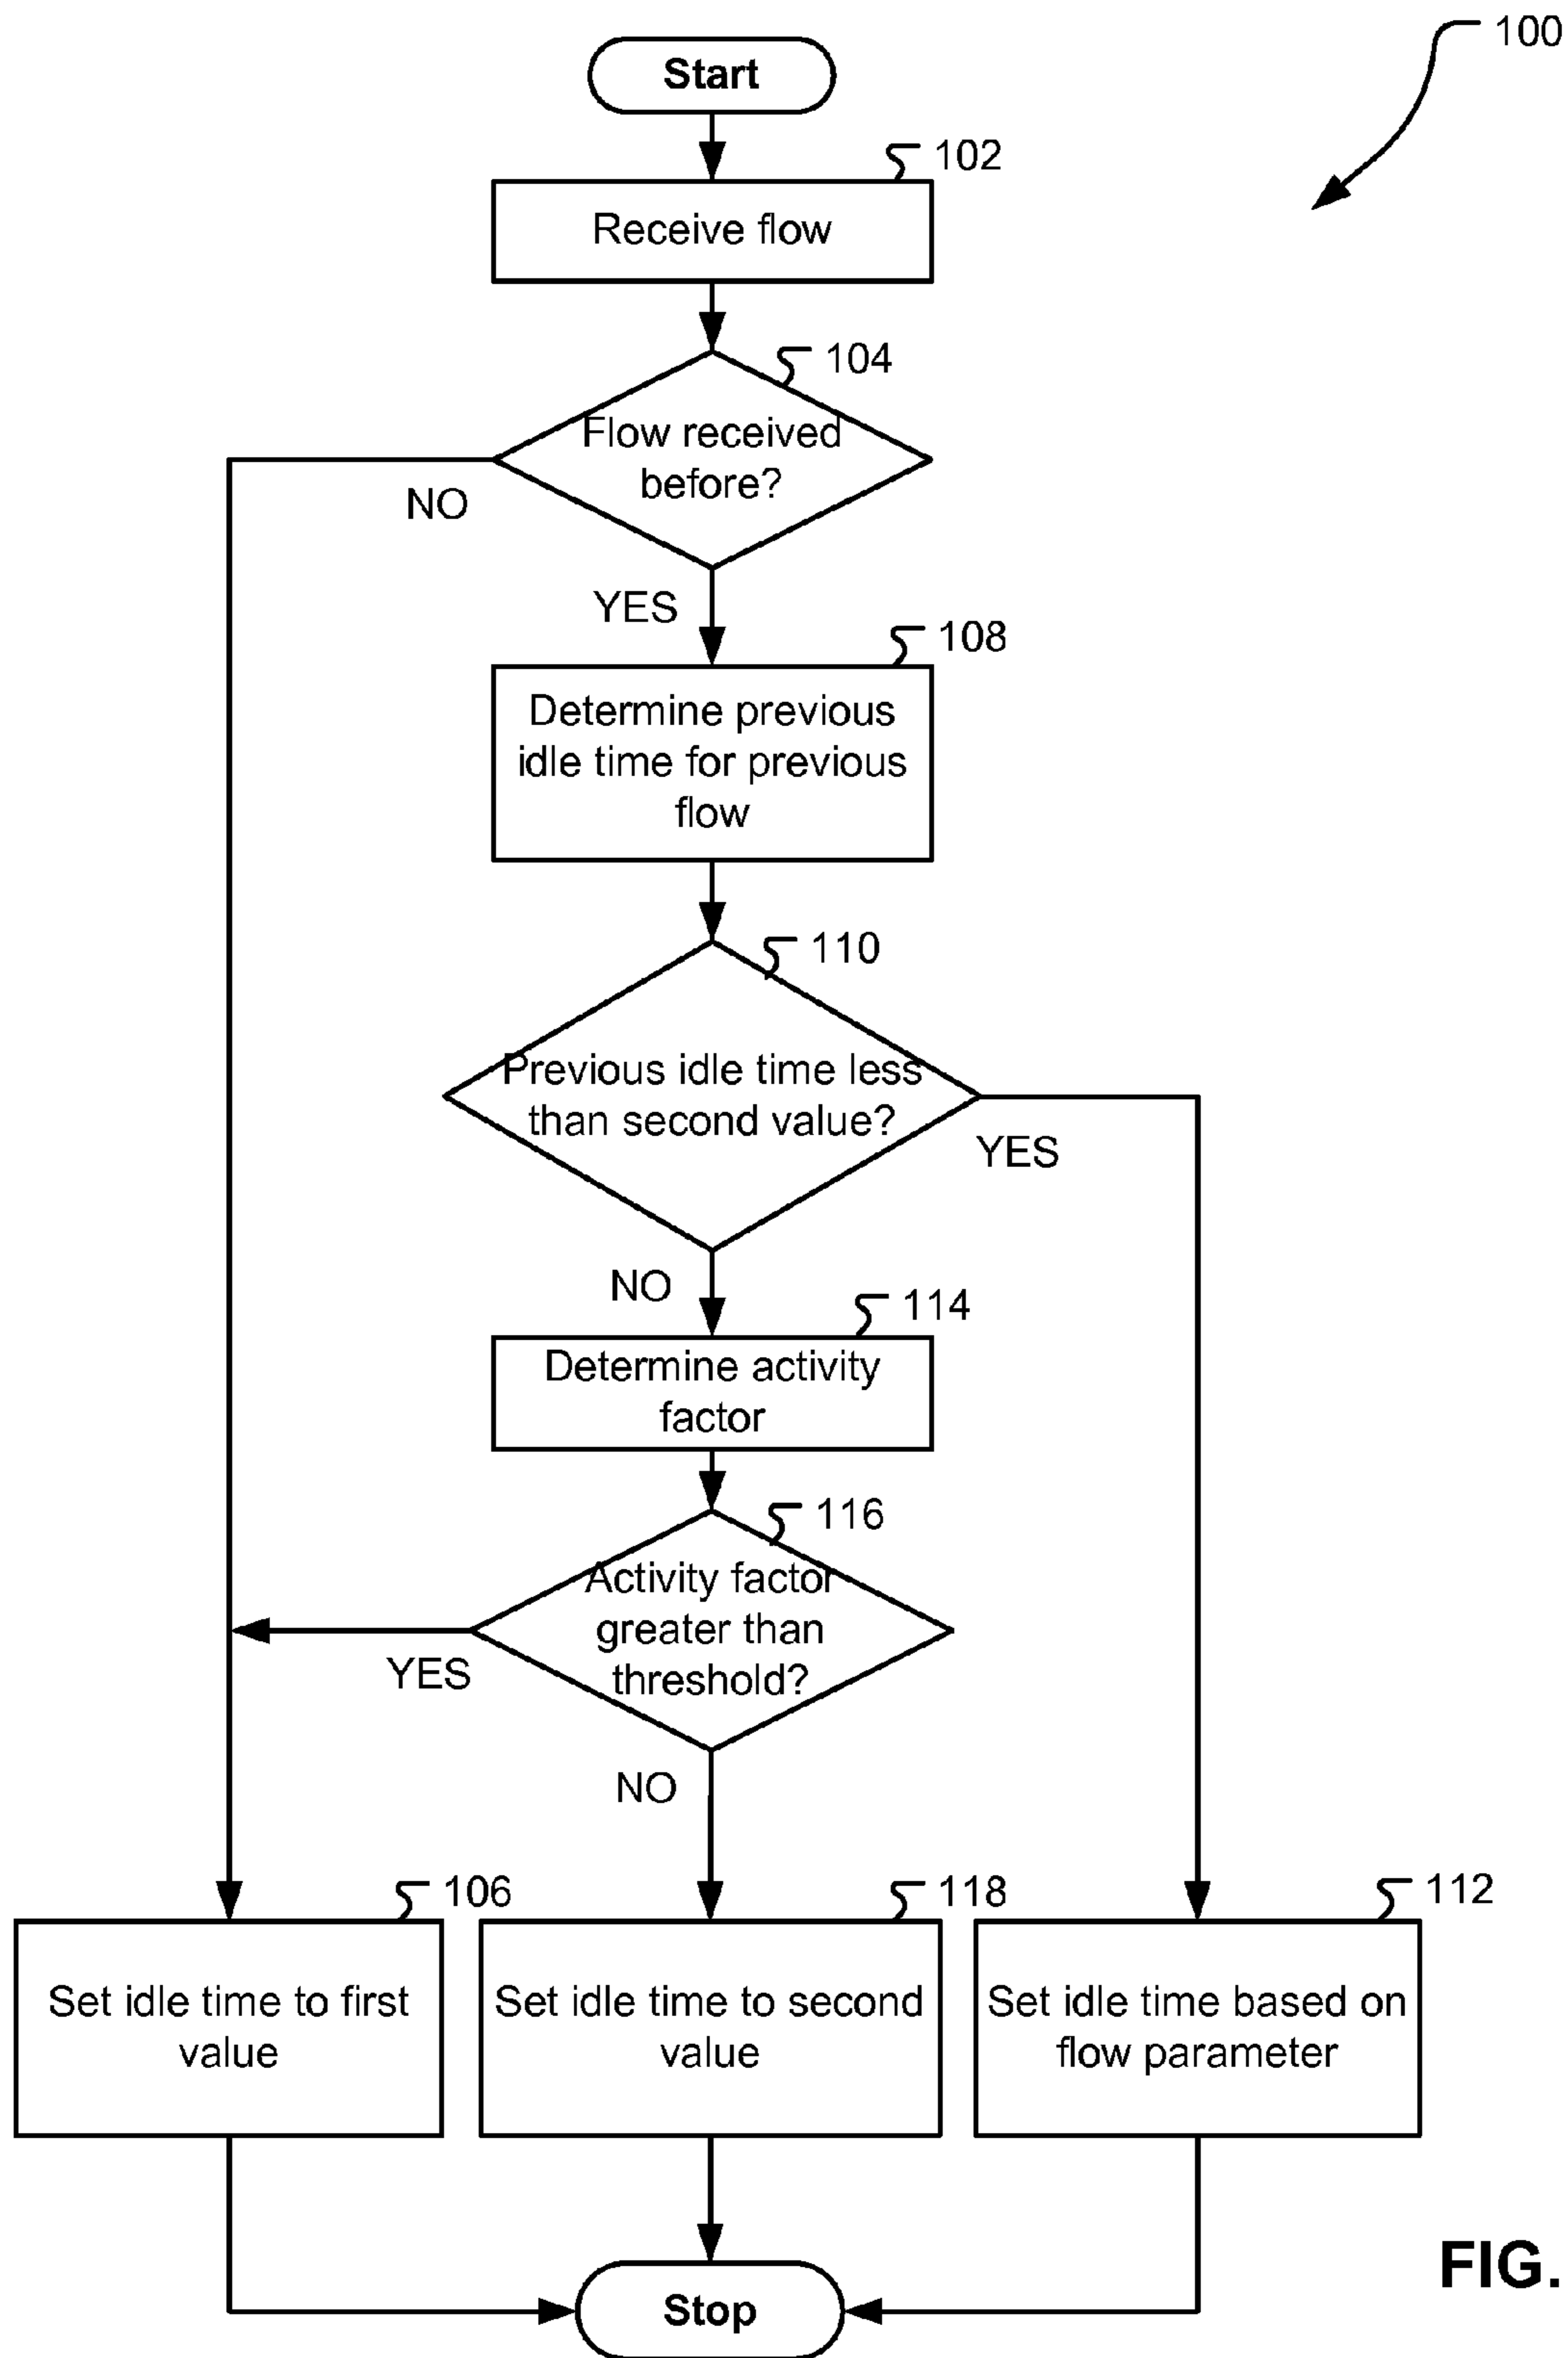 100
Start
102
Receive flow
104
Flow received
before?
NO
YES
108
Determine previous
idle time for previous
flow
110
Previous idle time less
than second value?
YES
NO
114
Determine activity
factor
116
Activity factor
greater than
threshold?
YES
NO
106
Set idle time to first
value
118
Set idle time to second
value
112
Set idle time based on
flow parameter
FIG.
Stop